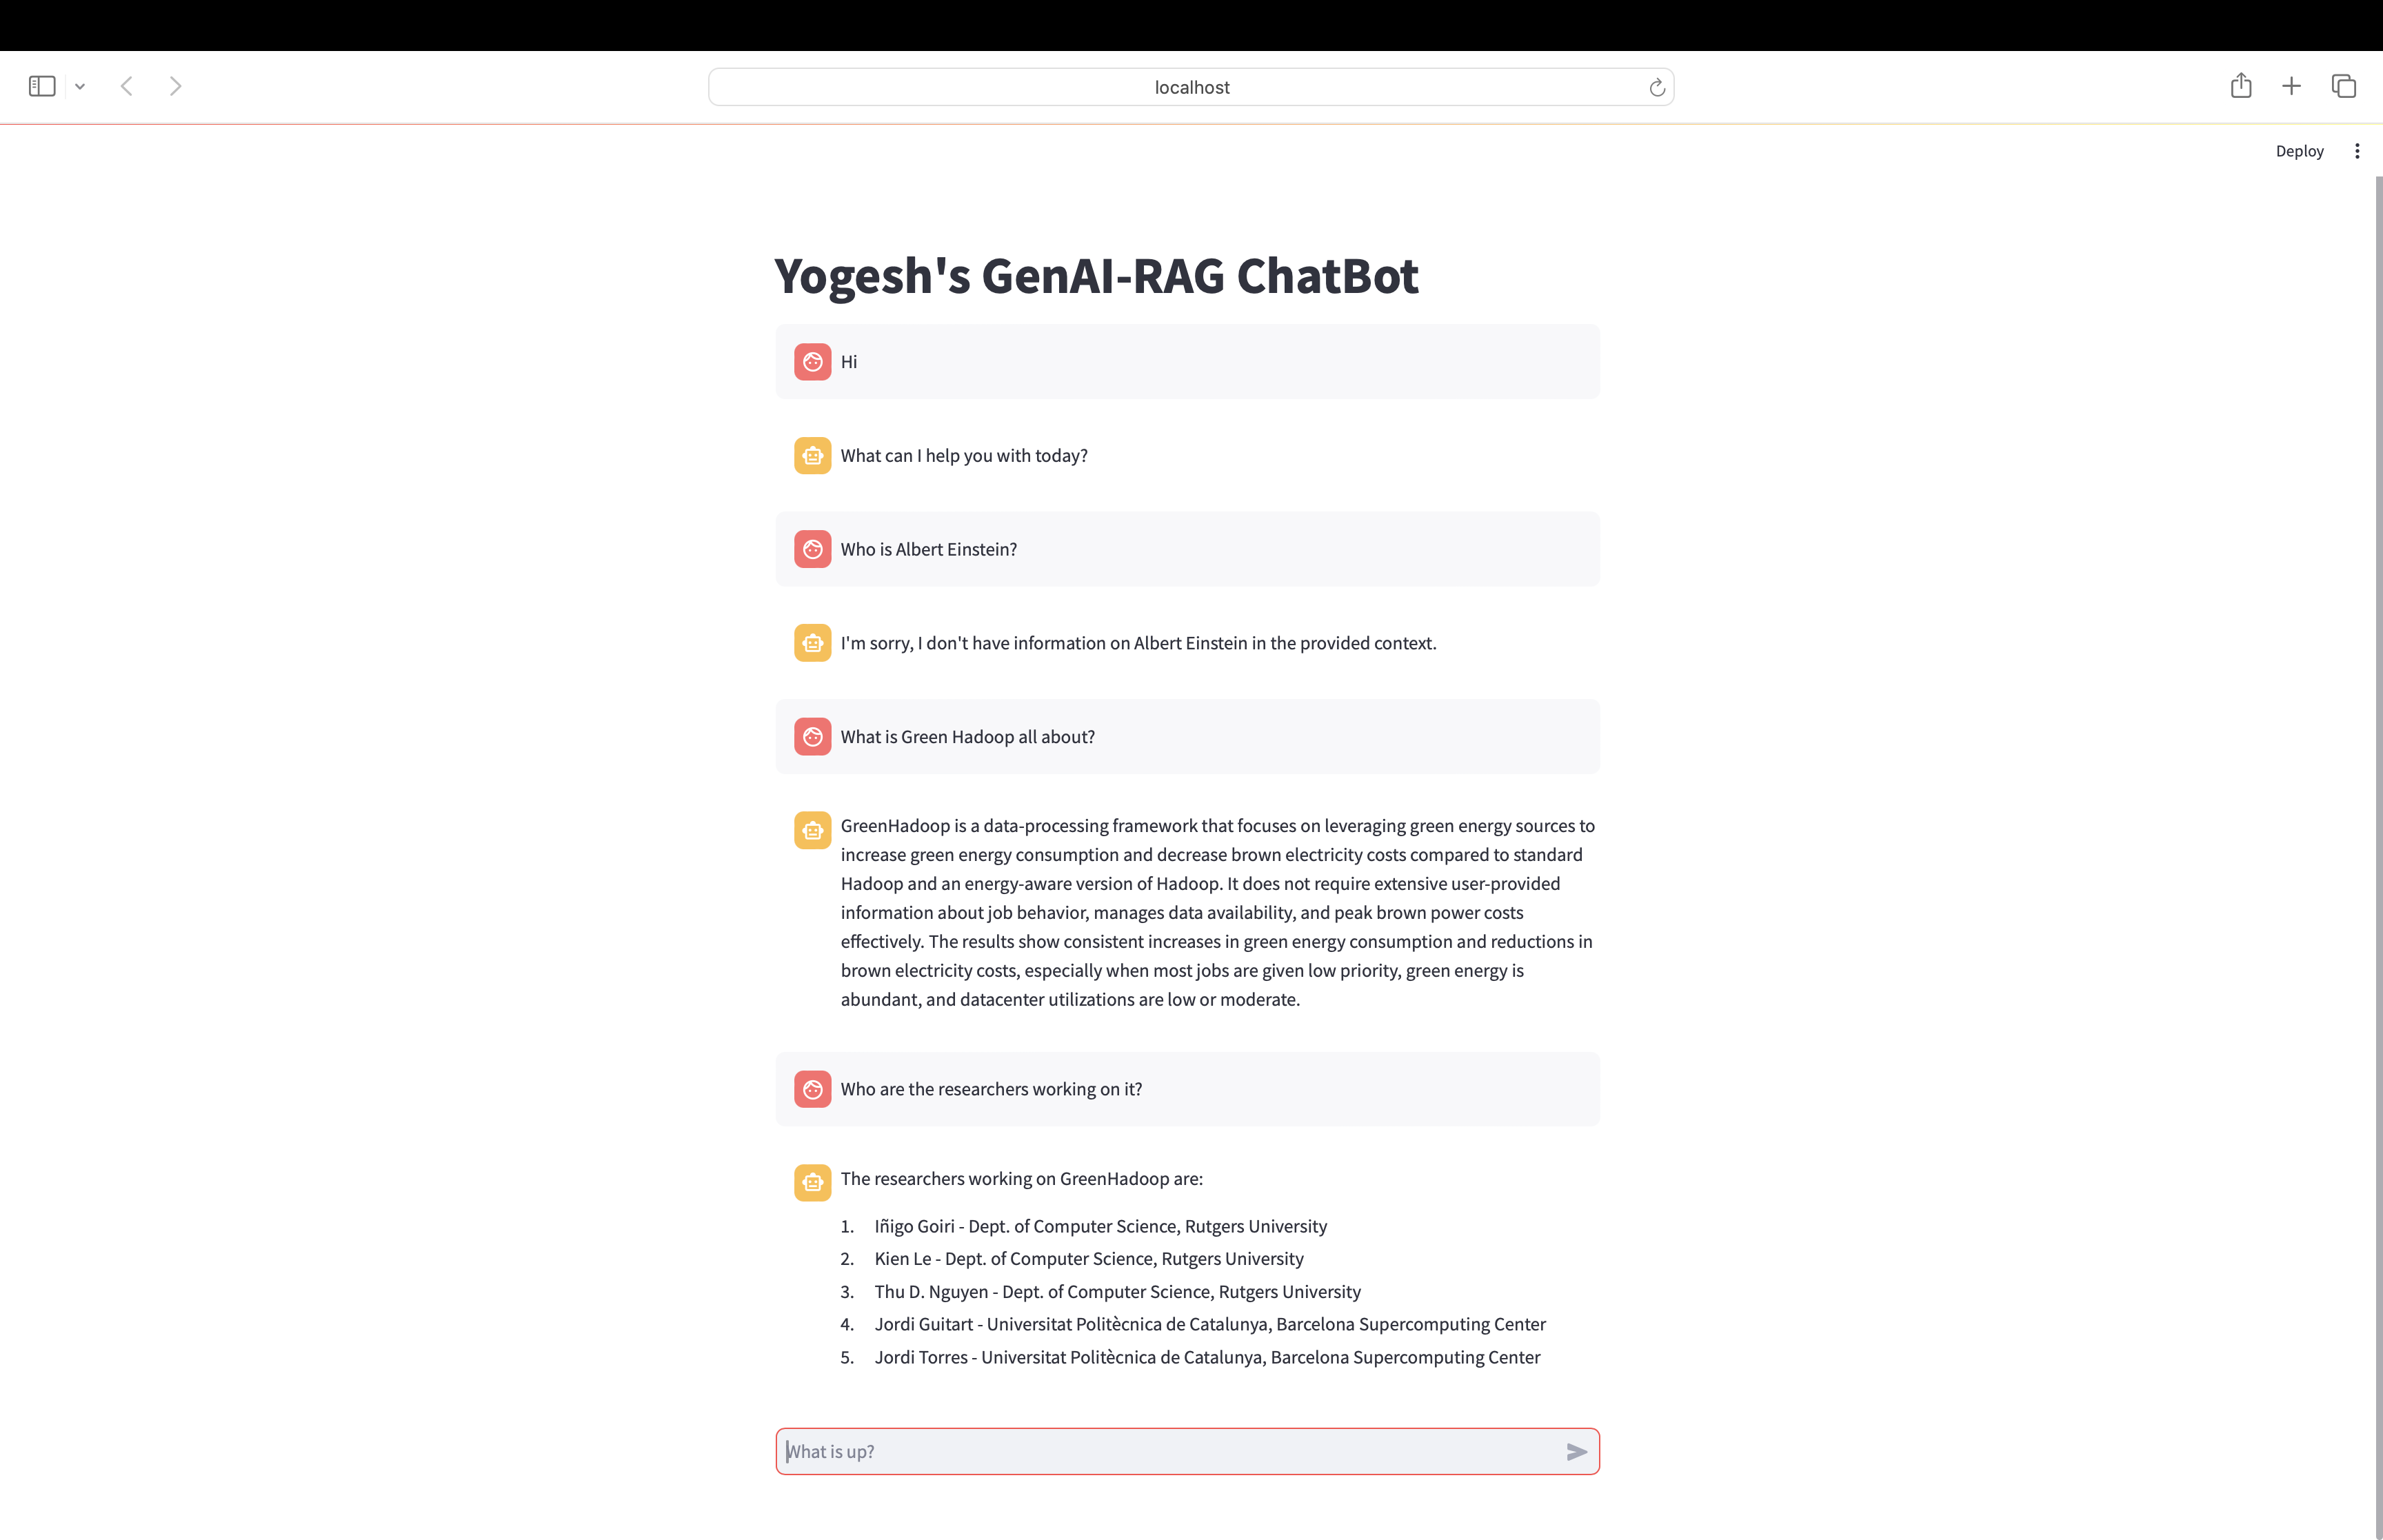 localhost
Deploy
Yogesh's GenAI-RAG ChatBot
Hi
What can I help you with today?
Who is Albert Einstein?
I'm sorry, I don't have information on Albert Einstein in the provided context.
What is Green Hadoop all about?
GreenHadoop is a data-processing framework that focuses on leveraging green energy sources to
increase green energy consumption and decrease brown electricity costs compared to standard
Hadoop and an energy-aware version of Hadoop. It does not require extensive user-provided
information about job behavior, manages data availability, and peak brown power costs
effectively. The results show consistent increases in green energy consumption and reductions in
brown electricity costs, especially when most jobs are given low priority, green energy is
abundant, and datacenter utilizations are low or moderate.
Who are the researchers working on it?
The researchers working on GreenHadoop are:
1. Iñigo Goiri - Dept. of Computer Science, Rutgers University
2. Kien Le - Dept. of Computer Science, Rutgers University
3. Thu D. Nguyen - Dept. of Computer Science, Rutgers University
4. Jordi Guitart - Universitat Politècnica de Catalunya, Barcelona Supercomputing Center
5. Jordi Torres - Universitat Politècnica de Catalunya, Barcelona Supercomputing Center
What is up?